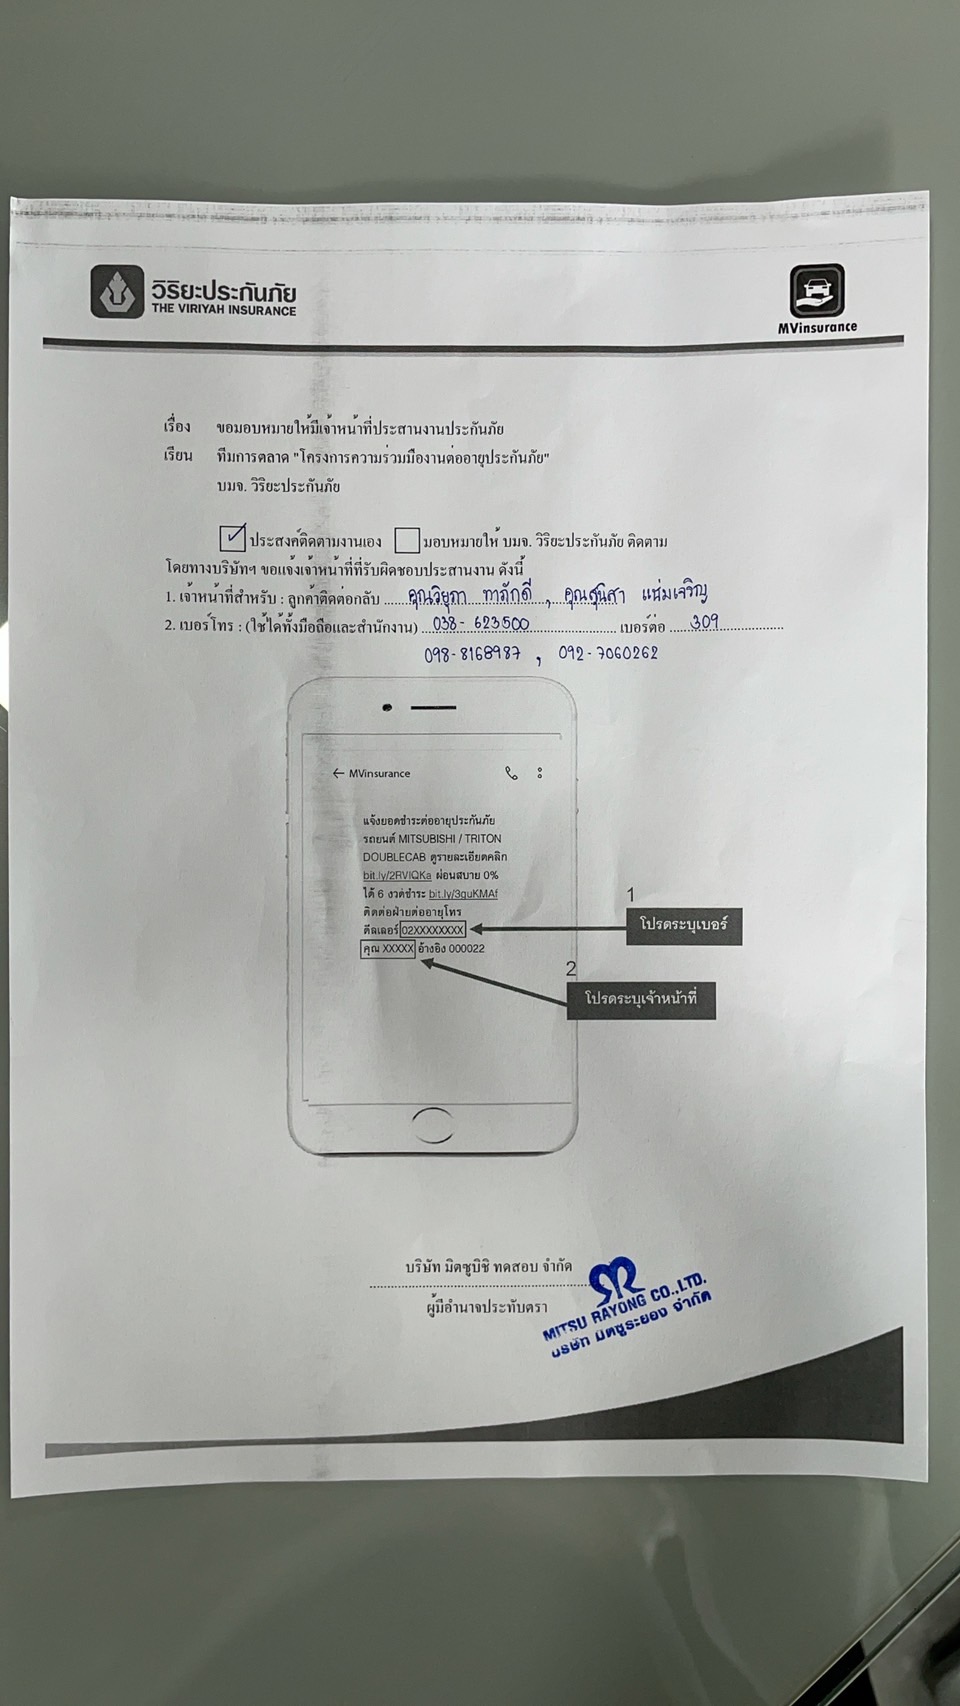 วิริยะประกันภัย
THE VIRIYAH INSURANCE
MVinsurance
เรื่อง ขอมอบหมายให้มีเจ้าหน้าที่ประสานงานประกันภัย
เรียน ทีมการตลาด "โครงการความร่วมมืองานต่ออายุประกันภัย"
บมจ. วิริยะประกันภัย
ประสงค์ติดตามงานเอง มอบหมายให้ บมจ. วิริยะประกันภัย ติดตาม
โดยทางบริษัทฯ ขอแจ้งเจ้าหน้าที่ที่รับผิดชอบประสานงาน ดังนี้
1. เจ้าหน้าที่สำหรับ : ลูกค้าติดต่อกลับ คุณวิยุภา ทาภักดี , คุณสุนิสา แน่มเจริญ
2. เบอร์โทร : (ใช้ได้ทั้งมือถือและสำนักงาน) 038-623500 เบอร์ต่อ 309
098-8168987 , 092-7060262
← MVinsurance
แจ้งยอดชำระต่ออายุประกันภัย
รถยนต์ MITSUBISHI / TRITON
DOUBLECAB ดูรายละเอียดคลิก
bit.ly/2RVIQKa ผ่อนสบาย 0%
ได้ 6 งวดชำระ bit.ly/3guKMAf
ติดต่อฝ่ายต่ออายุโทร
ดีลเลอร์ 02XXXXXXXX
คุณ XXXXX อ้างอิง 000022
1
โปรดระบุเบอร์
2
โปรดระบุเจ้าหน้าที่
บริษัท มิตซูบิชิ ทดสอบ จำกัด
ผู้มีอำนาจประทับตรา
MITSU RAYONG CO.,LTD.
บริษัท มิตซูระยอง จำกัด